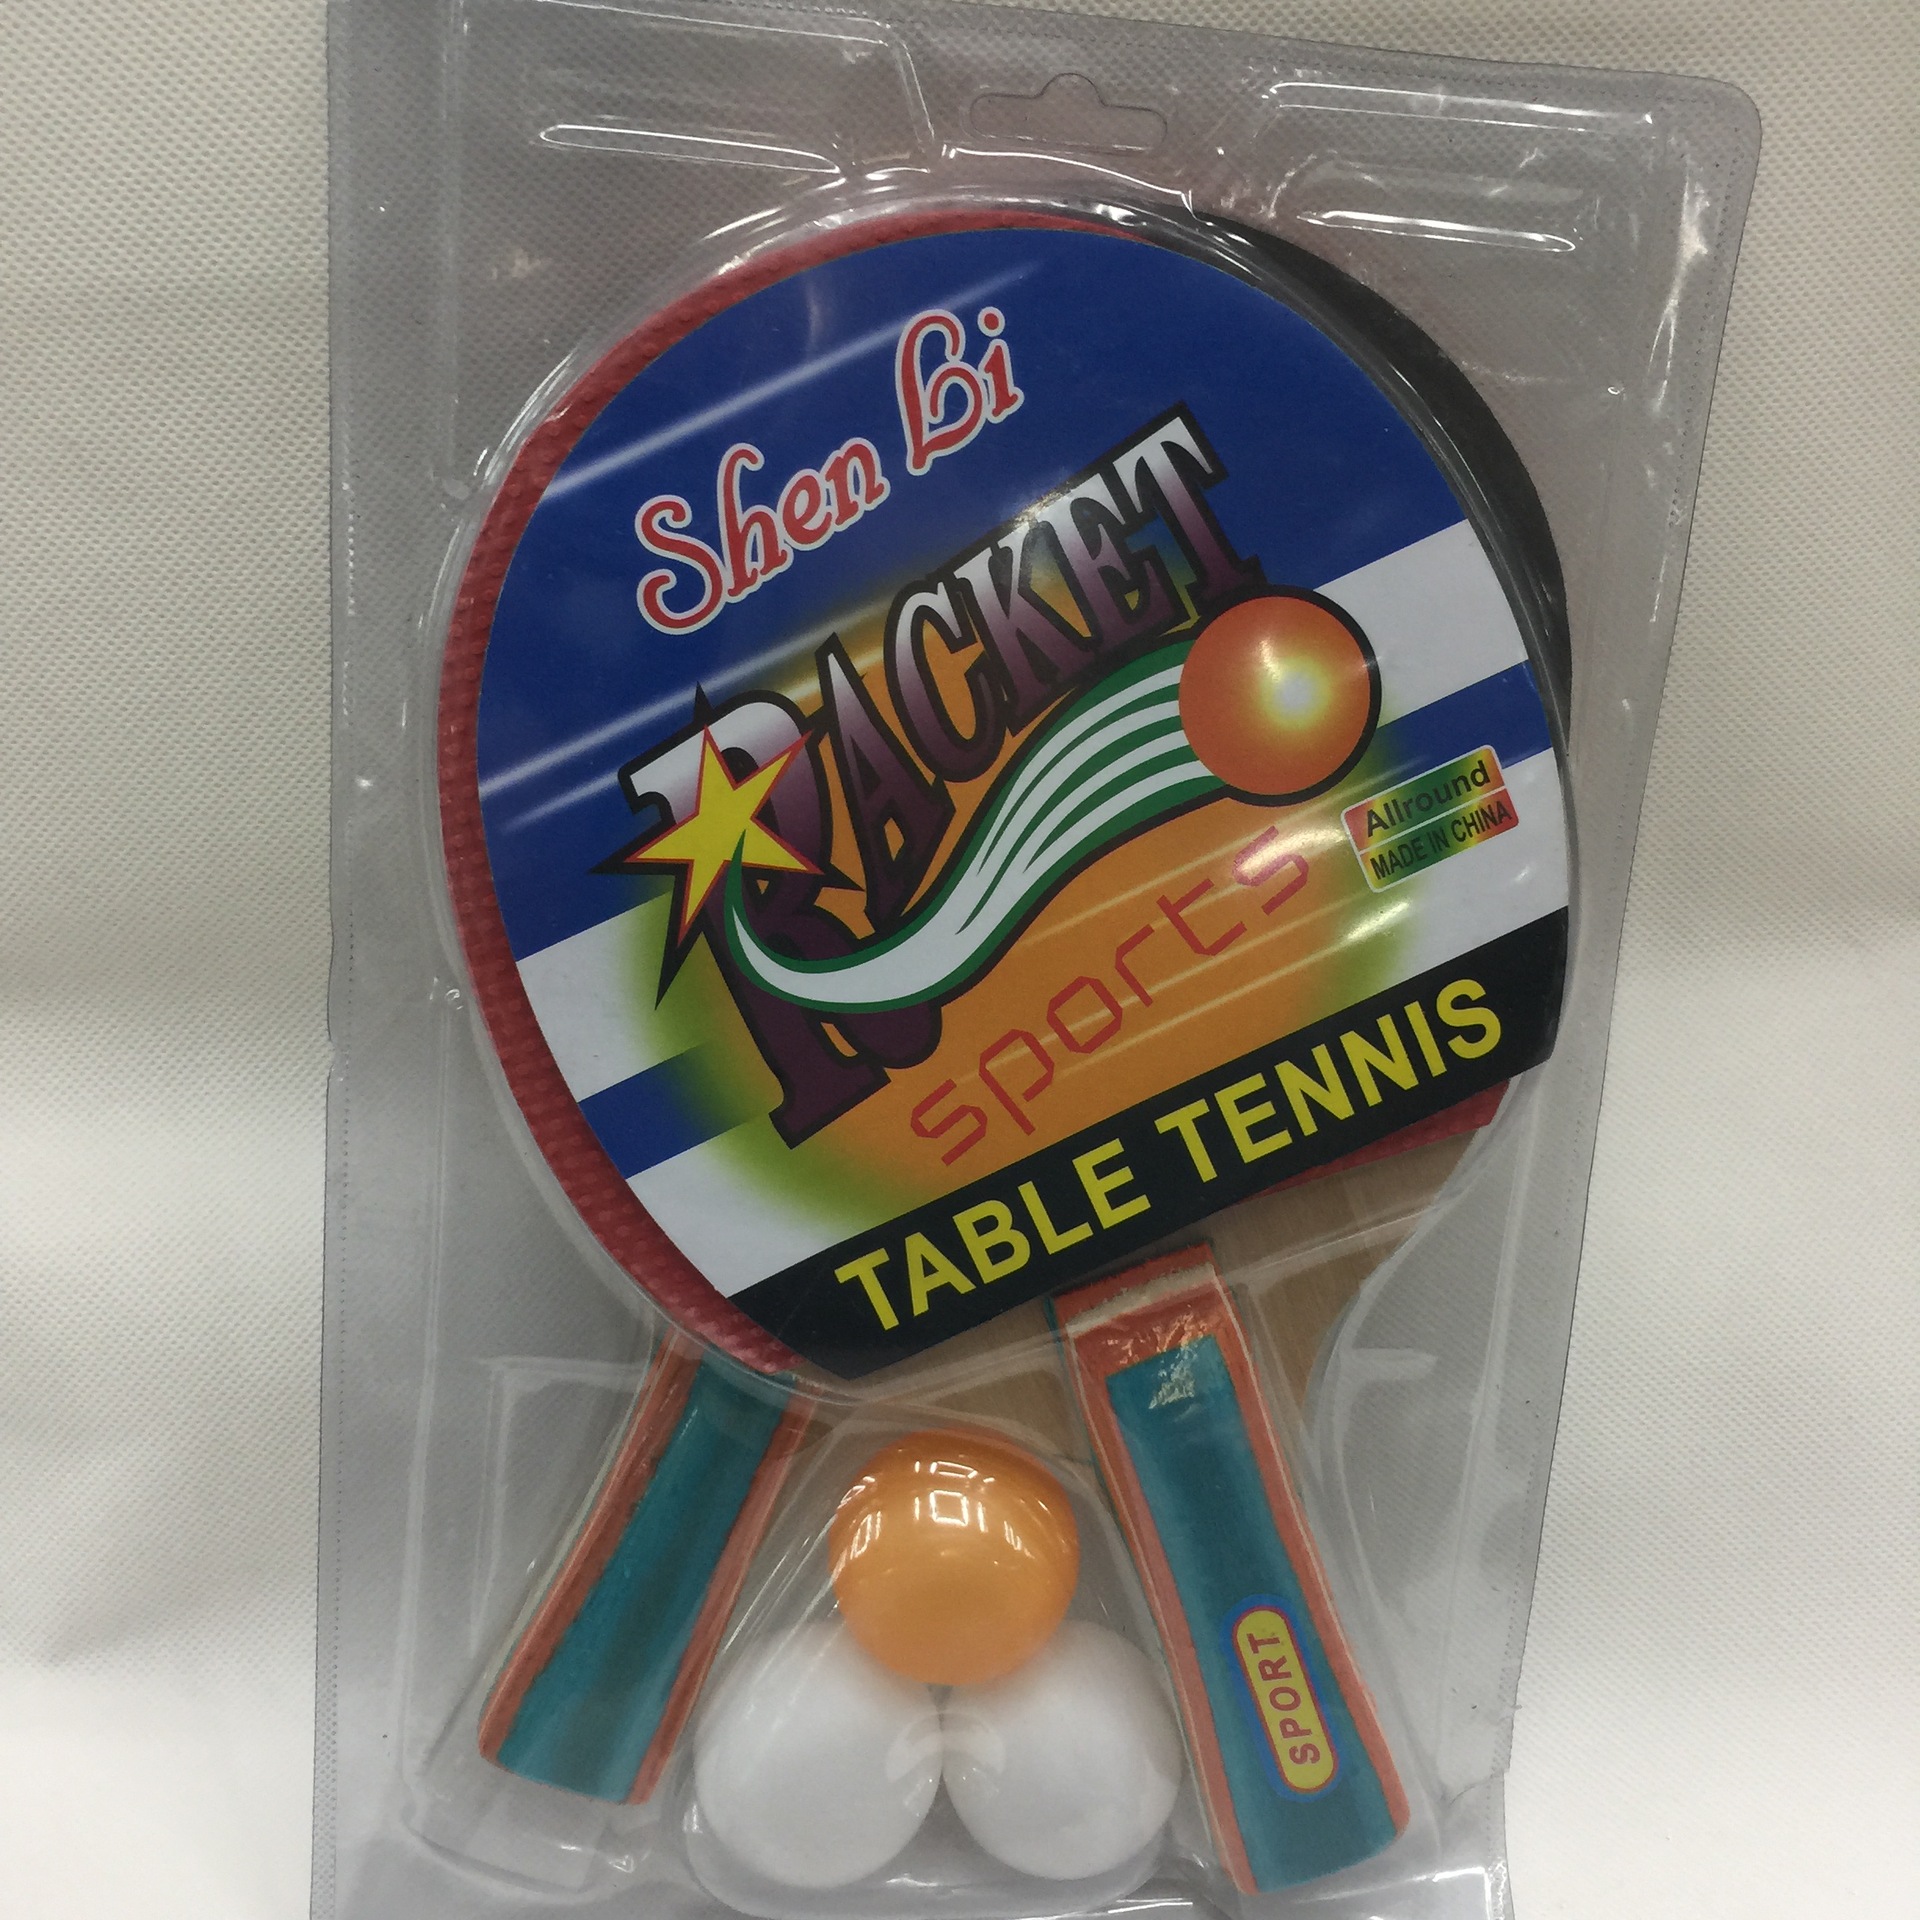 Shen Li
RACKET
sports
Allround
MADE IN CHINA
TABLE TENNIS
SPORT